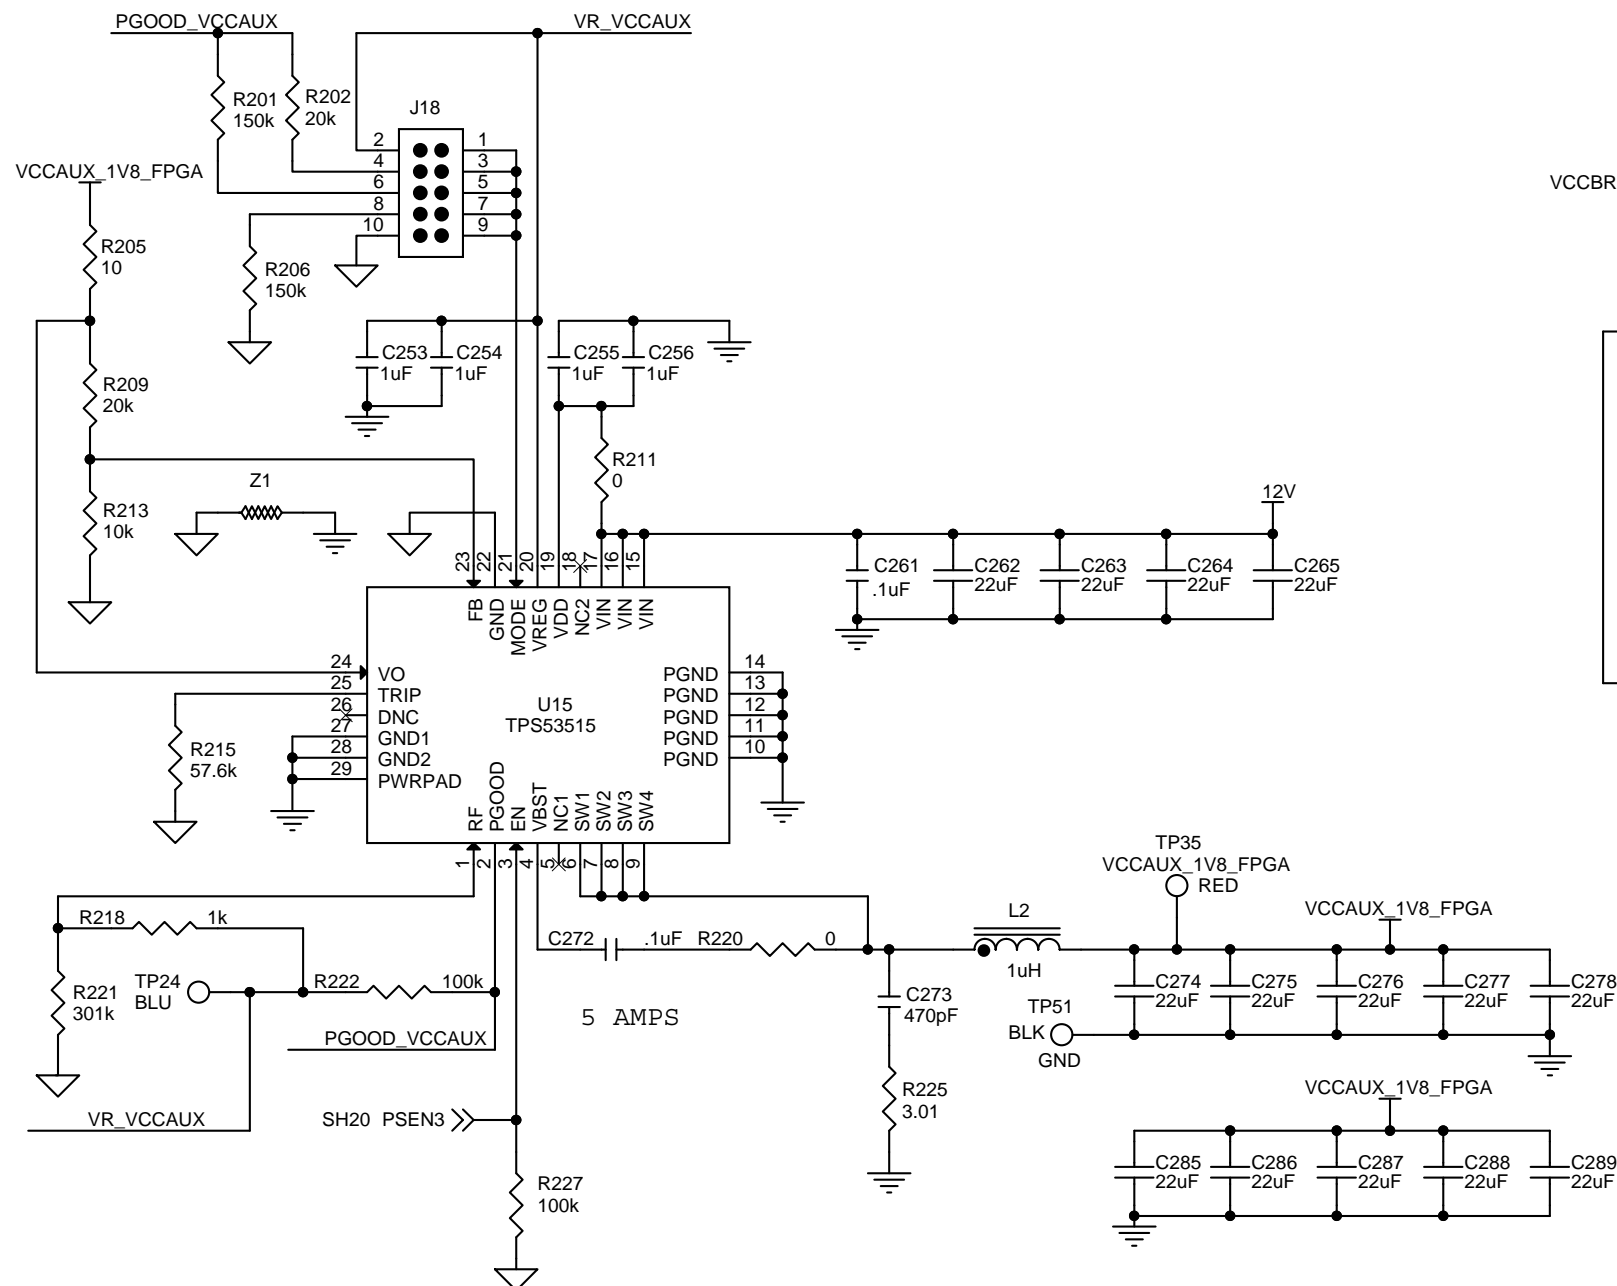 PGOOD_VCCAUX
VR_VCCAUX
R201
150k
R202
20k
J18
2
4
6
8
10
1
3
5
7
9
VCCAUX_1V8_FPGA
VCCBR
R205
10
R206
150k
C253
1uF
C254
1uF
C255
1uF
C256
1uF
R209
20k
R211
0
Z1
12V
R213
10k
23
22
21
20
19
18
17
16
15
C261
.1uF
C262
22uF
C263
22uF
C264
22uF
C265
22uF
FB
GND
MODE
VREG
VDD
NC2
VIN
VIN
VIN
24
25
26
27
28
29
VO
TRIP
DNC
GND1
GND2
PWRPAD
U15
TPS53515
PGND
PGND
PGND
PGND
PGND
14
13
12
11
10
R215
57.6k
RF
PGOOD
EN
VBST
NC1
SW1
SW2
SW3
SW4
1
2
3
4
5
6
7
8
9
TP35
VCCAUX_1V8_FPGA
RED
R218
1k
C272
.1uF
R220
0
L2
1uH
VCCAUX_1V8_FPGA
TP24
BLU
R221
301k
R222
100k
C273
470pF
C274
22uF
C275
22uF
C276
22uF
C277
22uF
C278
22uF
5 AMPS
TP51
BLK
GND
PGOOD_VCCAUX
VR_VCCAUX
SH20 PSEN3
R225
3.01
VCCAUX_1V8_FPGA
R227
100k
C285
22uF
C286
22uF
C287
22uF
C288
22uF
C289
22uF